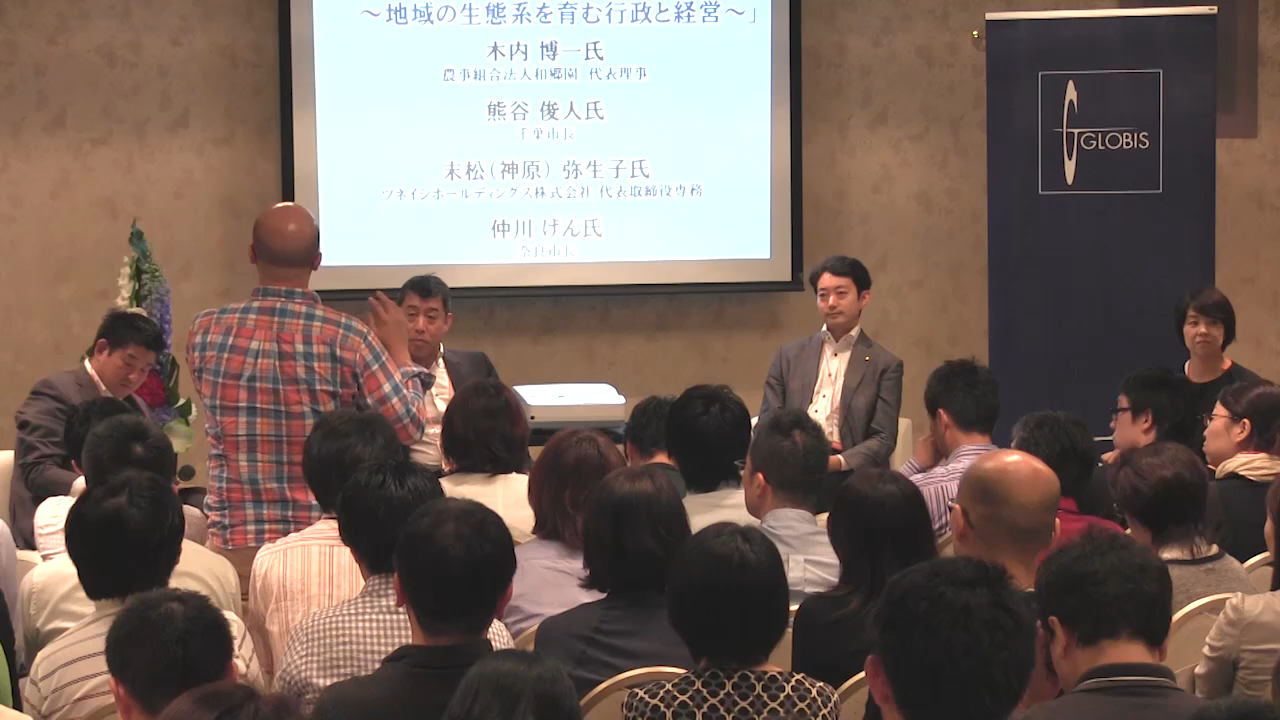 ～地域の生態系を育む行政と経営～」
木内 博一氏
農事組合法人和郷園 代表理事
熊谷 俊人氏
千葉市長
末松（神原） 弥生子氏
ツネイシホールディングス株式会社 代表取締役専務
仲川 げん氏
奈良市長
GLOBIS